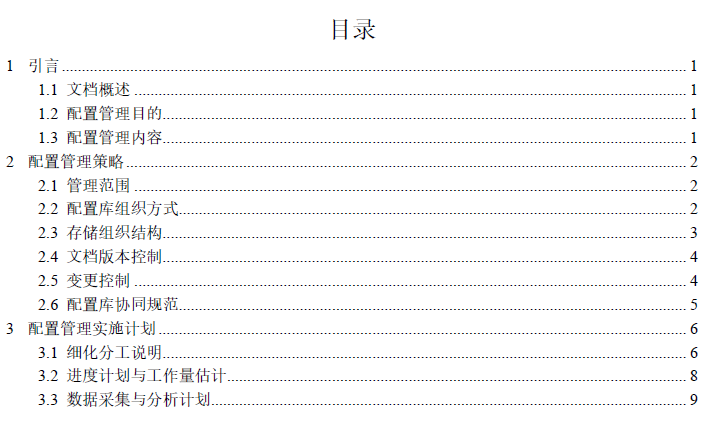 目录
1 引言 1
1.1 文档概述 1
1.2 配置管理目的 1
1.3 配置管理内容 1
2 配置管理策略 2
2.1 管理范围 2
2.2 配置库组织方式 2
2.3 存储组织结构 3
2.4 文档版本控制 4
2.5 变更控制 4
2.6 配置库协同规范 5
3 配置管理实施计划 6
3.1 细化分工说明 6
3.2 进度计划与工作量估计 8
3.3 数据采集与分析计划 9